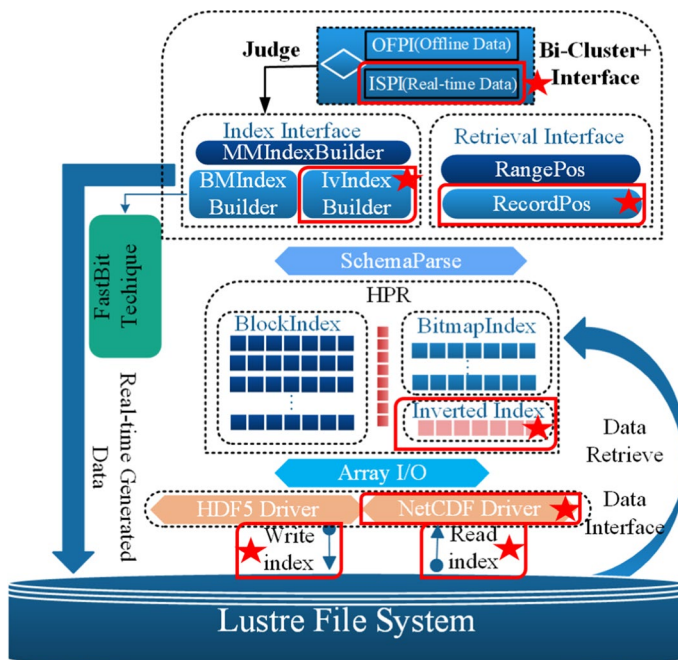 Judge
OFPI(Offline Data)
Bi-Cluster+
Interface
ISPI(Real-time Data)
Index Interface
MMIndexBuilder
BMIndex
Builder
IvIndex
Builder
Retrieval Interface
RangePos
RecordPos
FastBit
Techique
SchemaParse
HPR
BlockIndex
BitmapIndex
Inverted Index
Real-time Generated
Data
Data
Retrieve
Array I/O
HDF5 Driver
NetCDF Driver
Data
Interface
Write
index
Read
index
Lustre File System